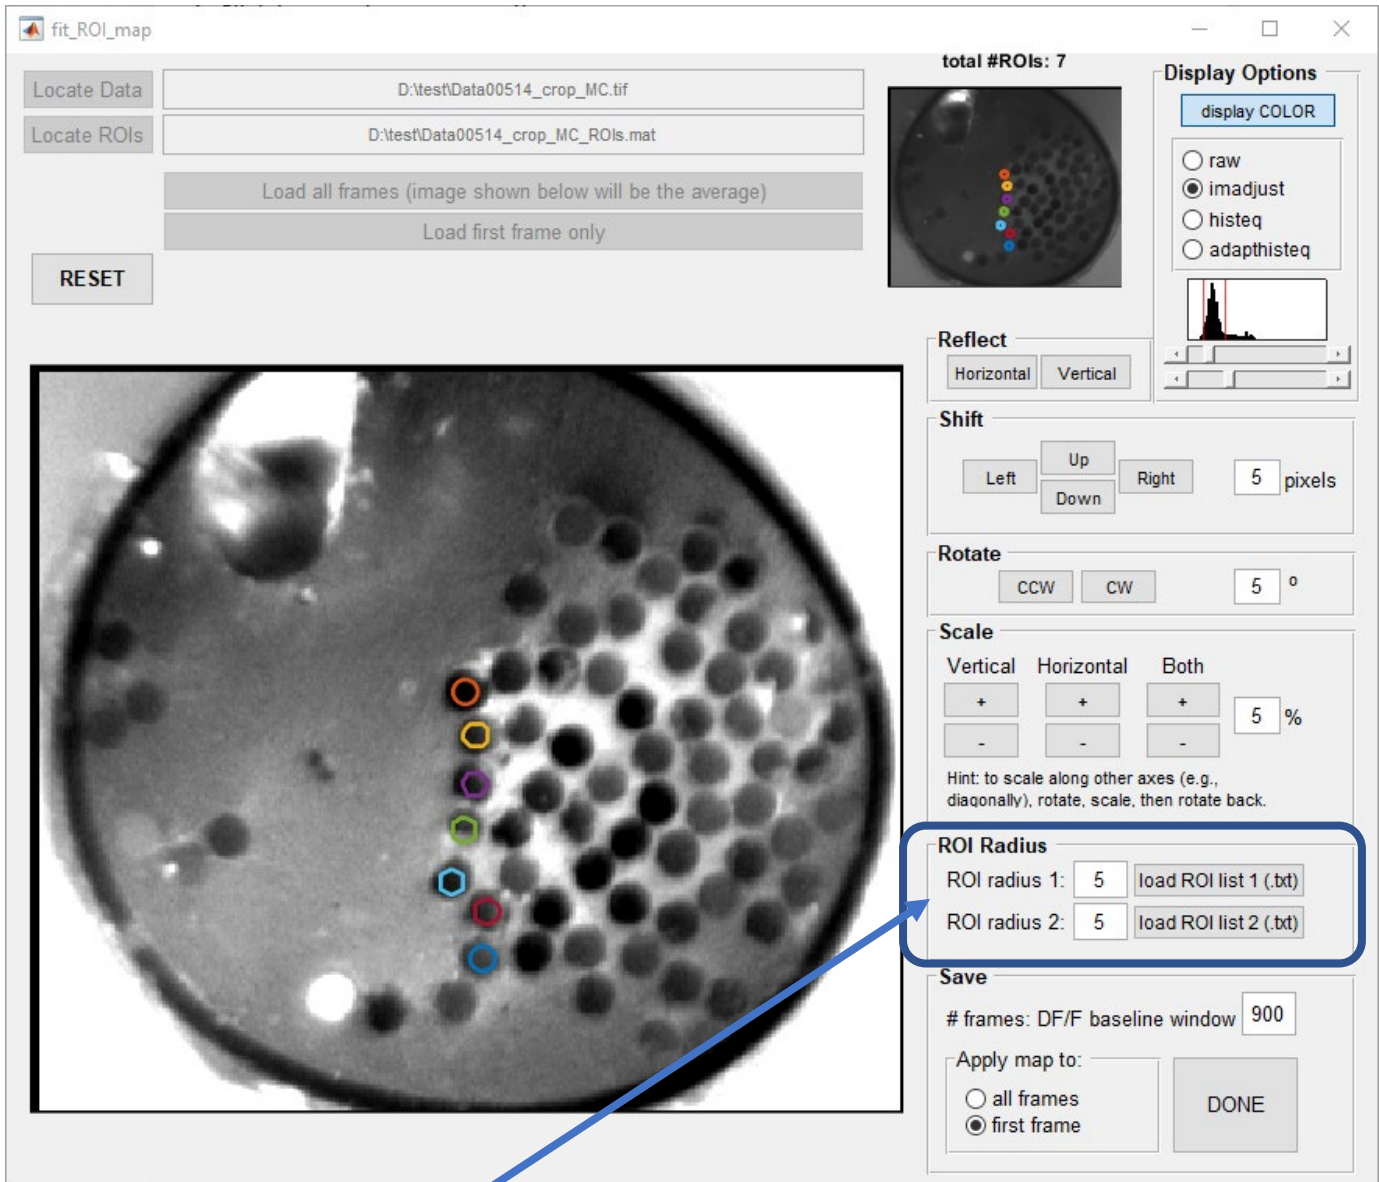 fit_ROI_map
total #ROIs: 7
Locate Data
D:\test\Data00514_crop_MC.tif
Locate ROIs
D:\test\Data00514_crop_MC_ROIs.mat
Load all frames (image shown below will be the average)
Load first frame only
RESET
Display Options
display COLOR
raw
imadjust
histeq
adapthisteq
Reflect
Horizontal Vertical
Shift
Left Up Down Right 5 pixels
Rotate
CCW CW 5 º
Scale
Vertical Horizontal Both
+ + + 5 %
- - -
Hint: to scale along other axes (e.g.,
diagonally), rotate, scale, then rotate back.
ROI Radius
ROI radius 1: 5 load ROI list 1 (.txt)
ROI radius 2: 5 load ROI list 2 (.txt)
Save
# frames: DF/F baseline window 900
Apply map to:
all frames
first frame
DONE